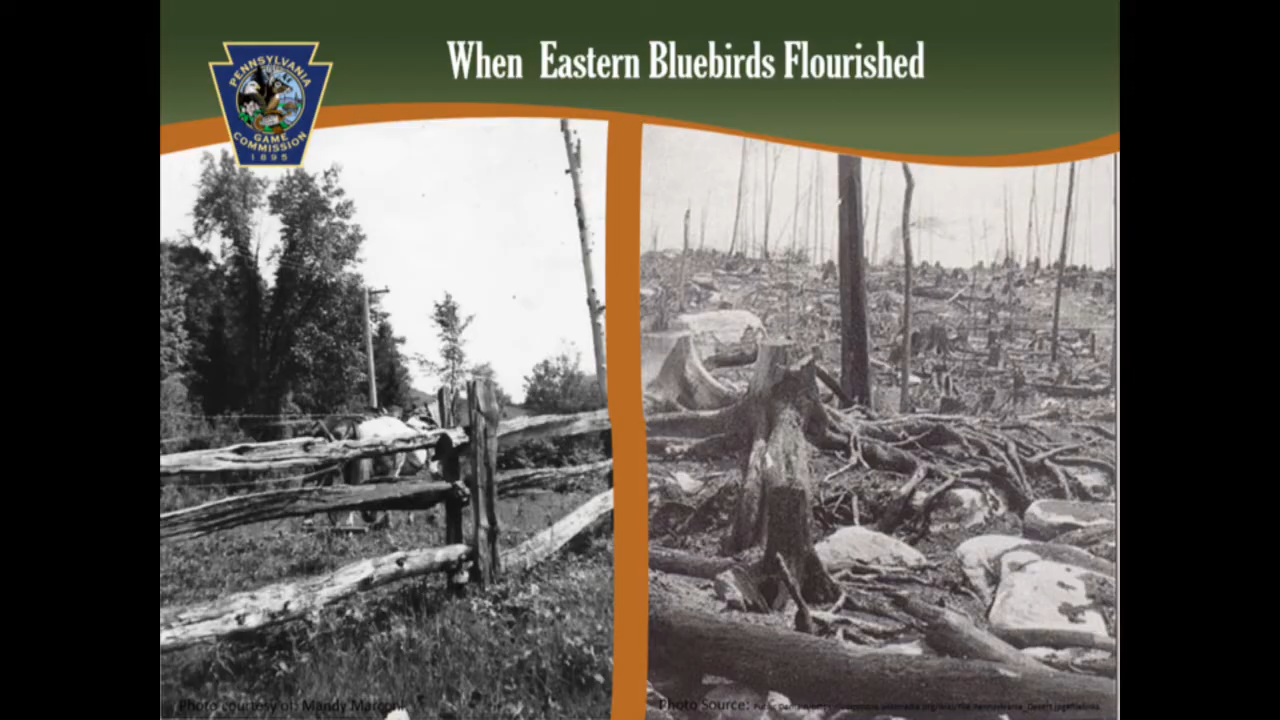 When Eastern Bluebirds Flourished
PENNSYLVANIA
GAME
COMMISSION
1895
Photo courtesy of: Mandy Marconi
Photo Source: